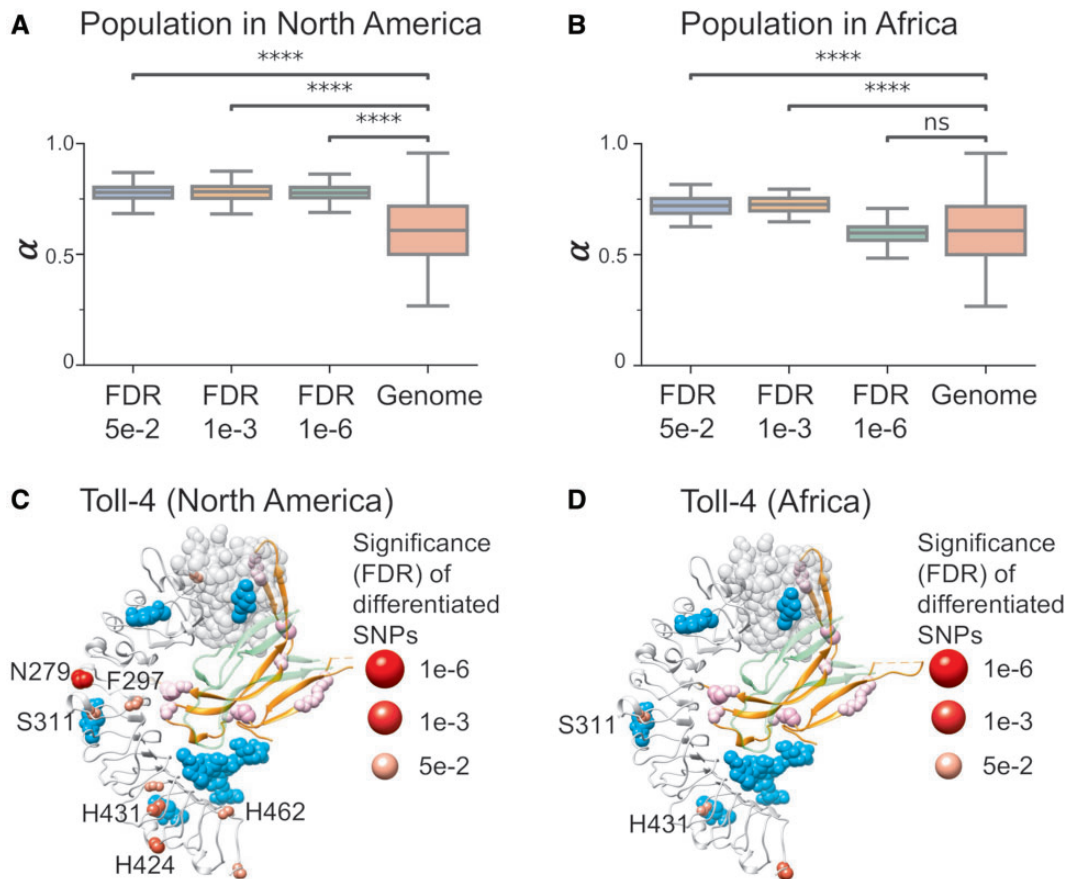 A Population in North America
****
****
****
1.0
0.5
0
α
FDR 5e-2
FDR 1e-3
FDR 1e-6
Genome
B Population in Africa
****
****
ns
1.0
0.5
0
α
FDR 5e-2
FDR 1e-3
FDR 1e-6
Genome
C Toll-4 (North America)
Significance
(FDR) of
differentiated
SNPs
1e-6
1e-3
5e-2
N279
F297
S311
H431
H462
H424
D Toll-4 (Africa)
Significance
(FDR) of
differentiated
SNPs
1e-6
1e-3
5e-2
S311
H431